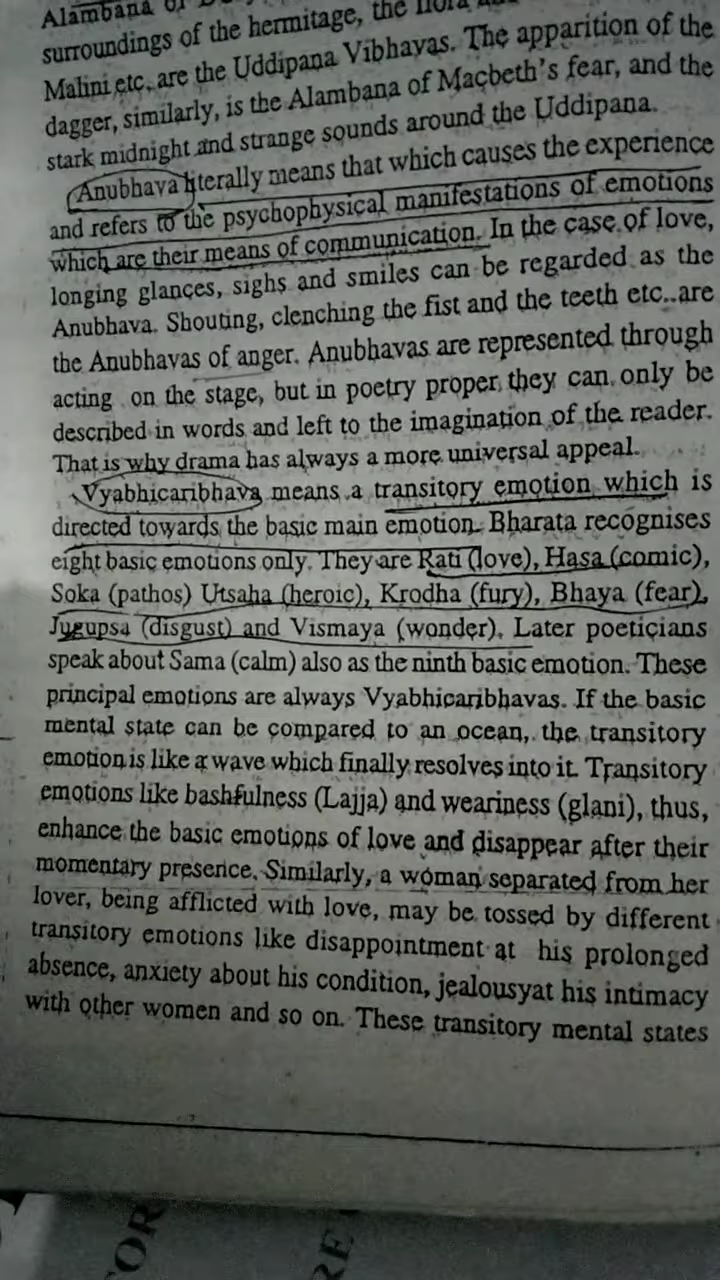 Alambana of
surroundings of the hermitage, the flora
Malini etc. are the Uddipana Vibhavas. The apparition of the
dagger, similarly, is the Alambana of Macbeth's fear, and the
stark midnight and strange sounds around the Uddipana.
Anubhava literally means that which causes the experience
and refers to the psychophysical manifestations of emotions
which are their means of communication. In the case of love,
longing glances, sighs and smiles can be regarded as the
Anubhava. Shouting, clenching the fist and the teeth etc..are
the Anubhavas of anger. Anubhavas are represented through
acting on the stage, but in poetry proper they can only be
described in words and left to the imagination of the reader.
That is why drama has always a more universal appeal.
Vyabhicaribhava means a transitory emotion which is
directed towards the basic main emotion. Bharata recognises
eight basic emotions only. They are Rati (love), Hasa (comic),
Soka (pathos) Utsaha (heroic), Krodha (fury), Bhaya (fear),
Jugupsa (disgust) and Vismaya (wonder). Later poeticians
speak about Sama (calm) also as the ninth basic emotion. These
principal emotions are always Vyabhicaribhavas. If the basic
mental state can be compared to an ocean, the transitory
emotion is like a wave which finally resolves into it. Transitory
emotions like bashfulness (Lajja) and weariness (glani), thus,
enhance the basic emotions of love and disappear after their
momentary presence. Similarly, a woman separated from her
lover, being afflicted with love, may be tossed by different
transitory emotions like disappointment at his prolonged
absence, anxiety about his condition, jealousyat his intimacy
with other women and so on. These transitory mental states